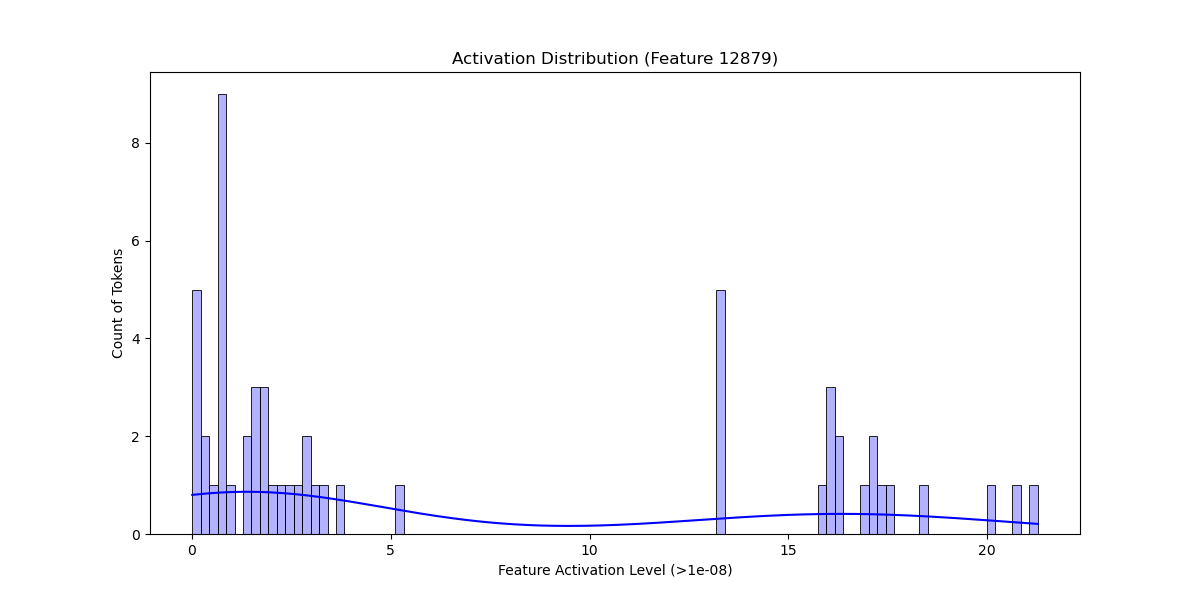 Activation Distribution (Feature 12879)
Count of Tokens
8
6
4
2
0
0 5 10 15 20
Feature Activation Level (>1e-08)